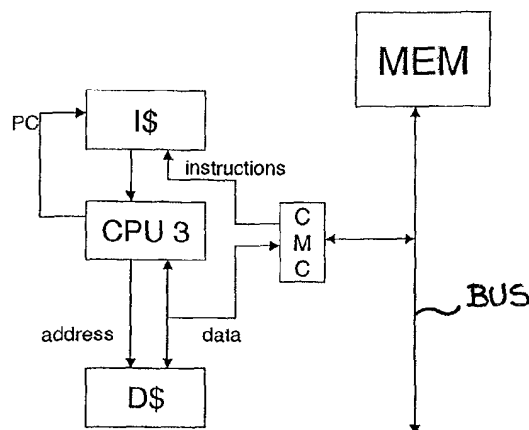 MEM
PC
I$
instructions
CPU 3
C
M
C
BUS
address
data
D$